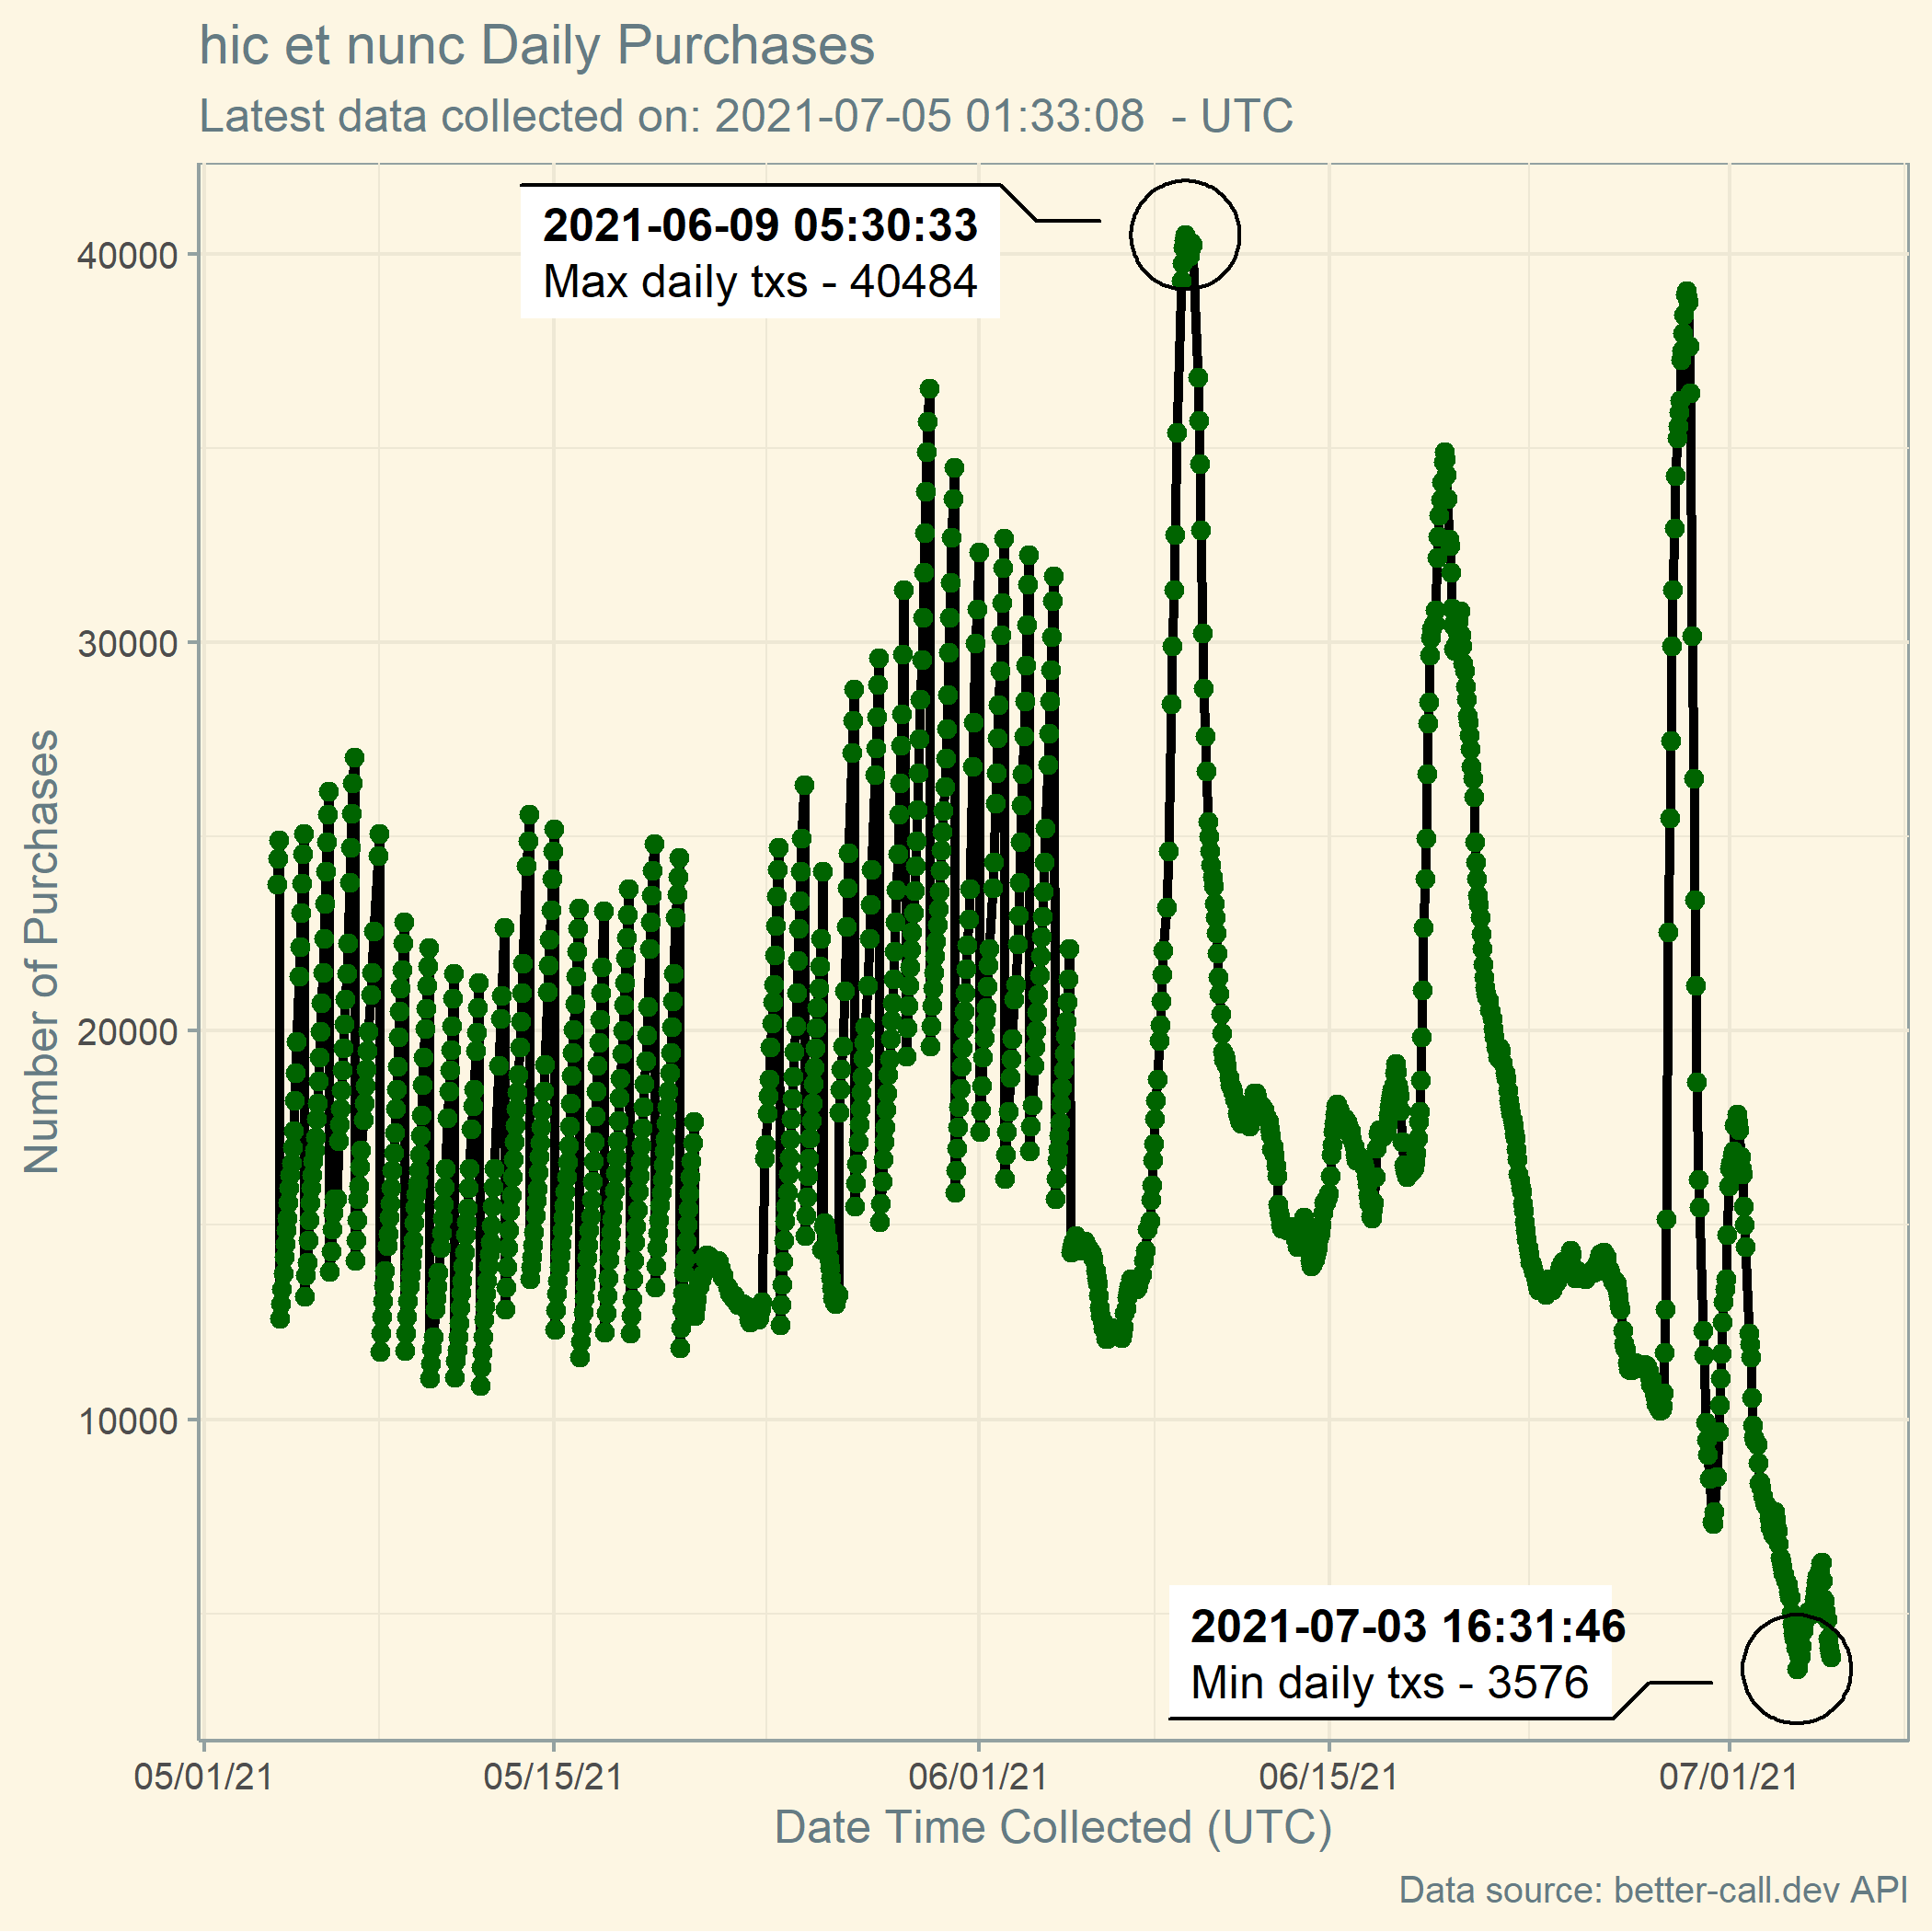 hic et nunc Daily Purchases
Latest data collected on: 2021-07-05 01:33:08  - UTC
2021-06-09 05:30:33
Max daily txs - 40484
40000
30000
20000
10000
Number of Purchases
2021-07-03 16:31:46
Min daily txs - 3576
05/01/21
05/15/21
06/01/21
06/15/21
07/01/21
Date Time Collected (UTC)
Data source: better-call.dev API